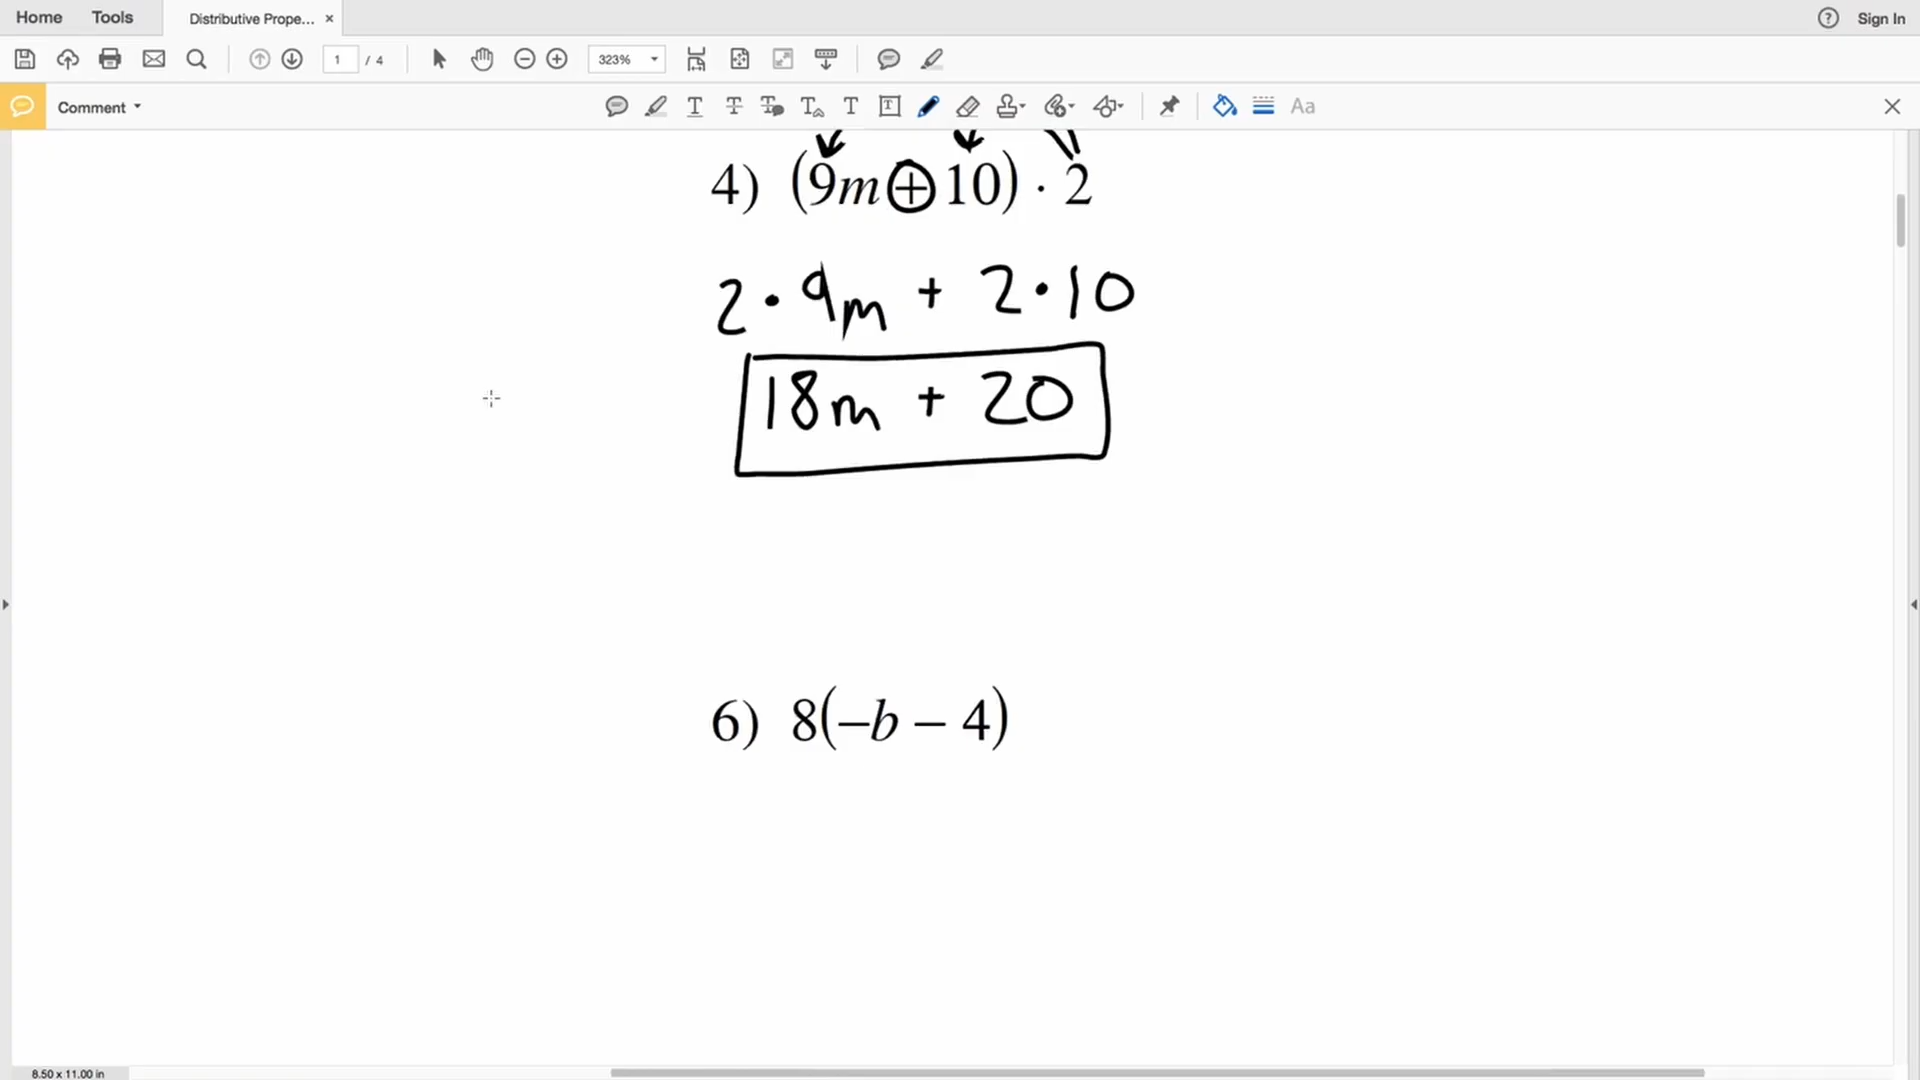 Home Tools Distributive Prope... × Sign In
1 / 4 323%
Comment Aa
4) (9m + 10) · 2
2 · 9m + 2 · 10
18m + 20
6) 8(–b – 4)
8.50 x 11.00 in